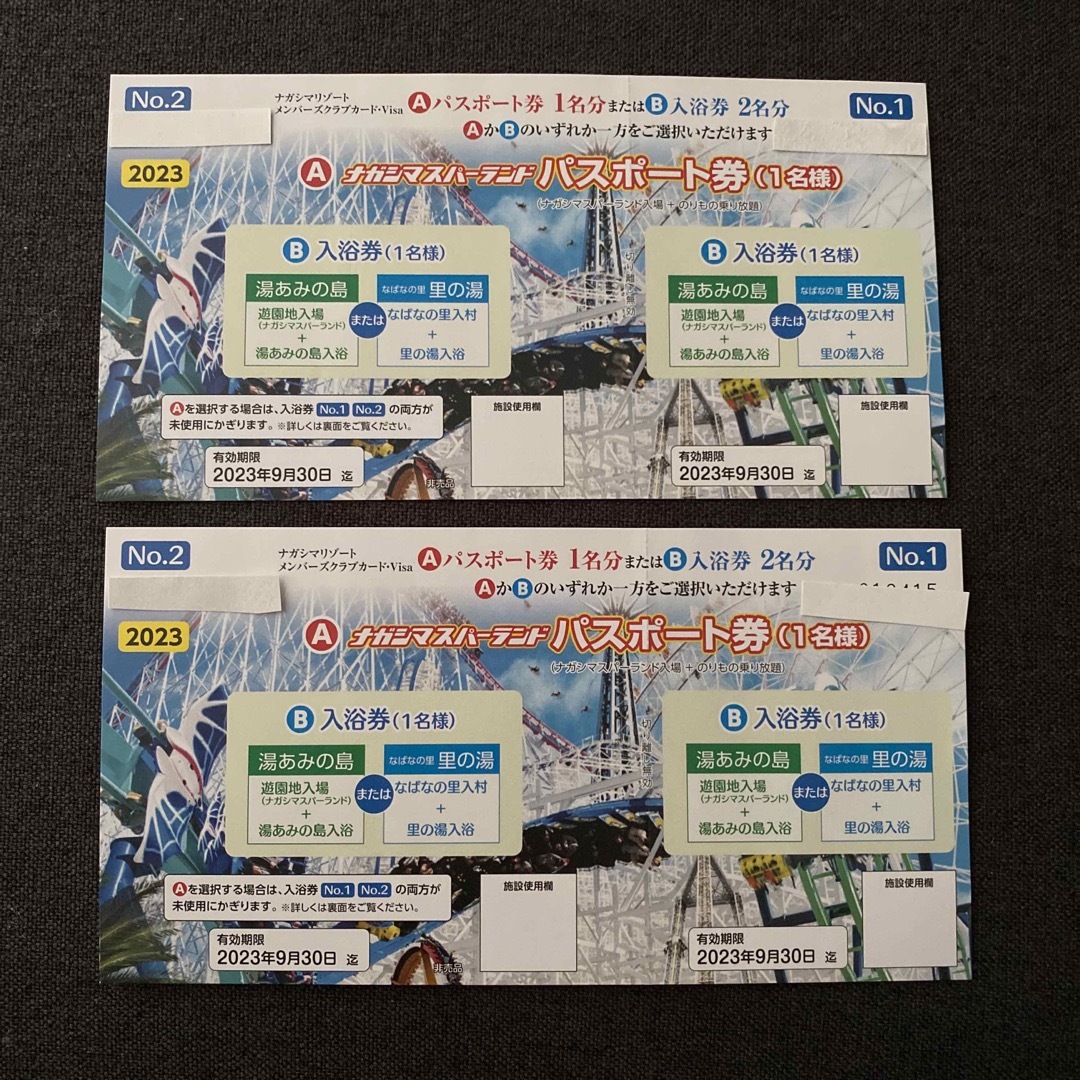 No.2
ナガシマリゾート
メンバーズクラブカード・Visa
Aパスポート券 1名分またはB入浴券 2名分
AかBのいずれか一方をご選択いただけます
No.1
2023
A ナガシマスパーランド パスポート券(1名様)
(ナガシマスパーランド入場 + のりもの乗り放題)
B 入浴券(1名様)
湯あみの島
遊園地入場
(ナガシマスパーランド)
+
湯あみの島入浴
または
なばなの里 里の湯
なばなの里入村
+
里の湯入浴
切り離し無効
B 入浴券(1名様)
湯あみの島
遊園地入場
(ナガシマスパーランド)
+
湯あみの島入浴
または
なばなの里 里の湯
なばなの里入村
+
里の湯入浴
Aを選択する場合は、入浴券 No.1 No.2 の両方が
未使用にかぎります。※詳しくは裏面をご覧ください。
有効期限
2023年9月30日 迄
非売品
施設使用欄
有効期限
2023年9月30日 迄
施設使用欄
No.2
ナガシマリゾート
メンバーズクラブカード・Visa
Aパスポート券 1名分またはB入浴券 2名分
AかBのいずれか一方をご選択いただけます
No.1
2023
A ナガシマスパーランド パスポート券(1名様)
(ナガシマスパーランド入場 + のりもの乗り放題)
B 入浴券(1名様)
湯あみの島
遊園地入場
(ナガシマスパーランド)
+
湯あみの島入浴
または
なばなの里 里の湯
なばなの里入村
+
里の湯入浴
切り離し無効
B 入浴券(1名様)
湯あみの島
遊園地入場
(ナガシマスパーランド)
+
湯あみの島入浴
または
なばなの里 里の湯
なばなの里入村
+
里の湯入浴
Aを選択する場合は、入浴券 No.1 No.2 の両方が
未使用にかぎります。※詳しくは裏面をご覧ください。
有効期限
2023年9月30日 迄
非売品
施設使用欄
有効期限
2023年9月30日 迄
施設使用欄